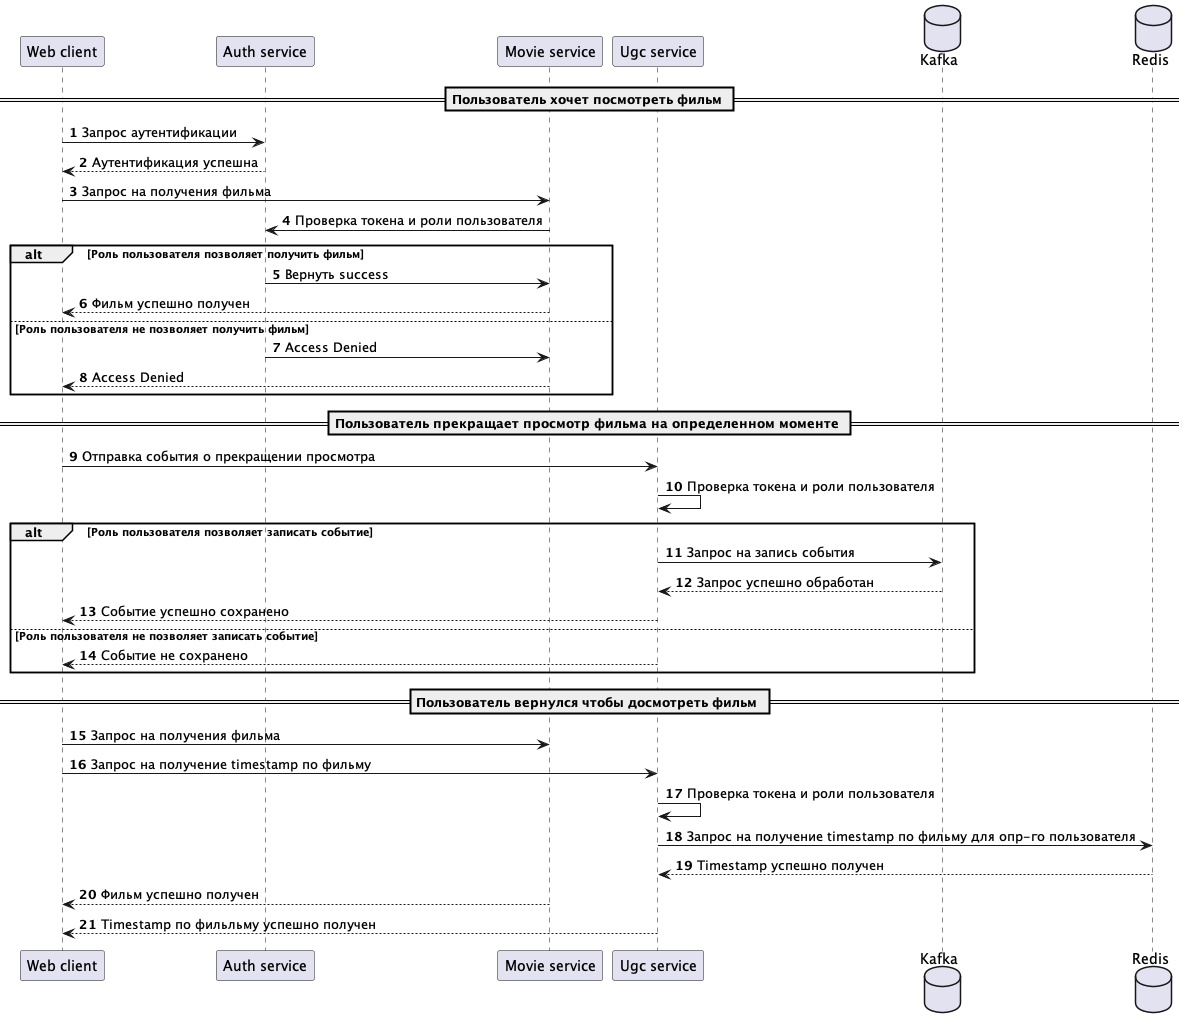 Kafka
Redis
Web client
Auth service
Movie service
Ugc service
Пользователь хочет посмотреть фильм
1 Запрос аутентификации
2 Аутентификация успешна
3 Запрос на получения фильма
4 Проверка токена и роли пользователя
alt [Роль пользователя позволяет получить фильм]
5 Вернуть success
6 Фильм успешно получен
[Роль пользователя не позволяет получить фильм]
7 Access Denied
8 Access Denied
Пользователь прекращает просмотр фильма на определенном моменте
9 Отправка события о прекращении просмотра
10 Проверка токена и роли пользователя
alt [Роль пользователя позволяет записать событие]
11 Запрос на запись события
12 Запрос успешно обработан
13 Событие успешно сохранено
[Роль пользователя не позволяет записать событие]
14 Событие не сохранено
Пользователь вернулся чтобы досмотреть фильм
15 Запрос на получения фильма
16 Запрос на получение timestamp по фильму
17 Проверка токена и роли пользователя
18 Запрос на получение timestamp по фильму для опр-го пользователя
19 Timestamp успешно получен
20 Фильм успешно получен
21 Timestamp по фильльму успешно получен
Web client
Auth service
Movie service
Ugc service
Kafka
Redis